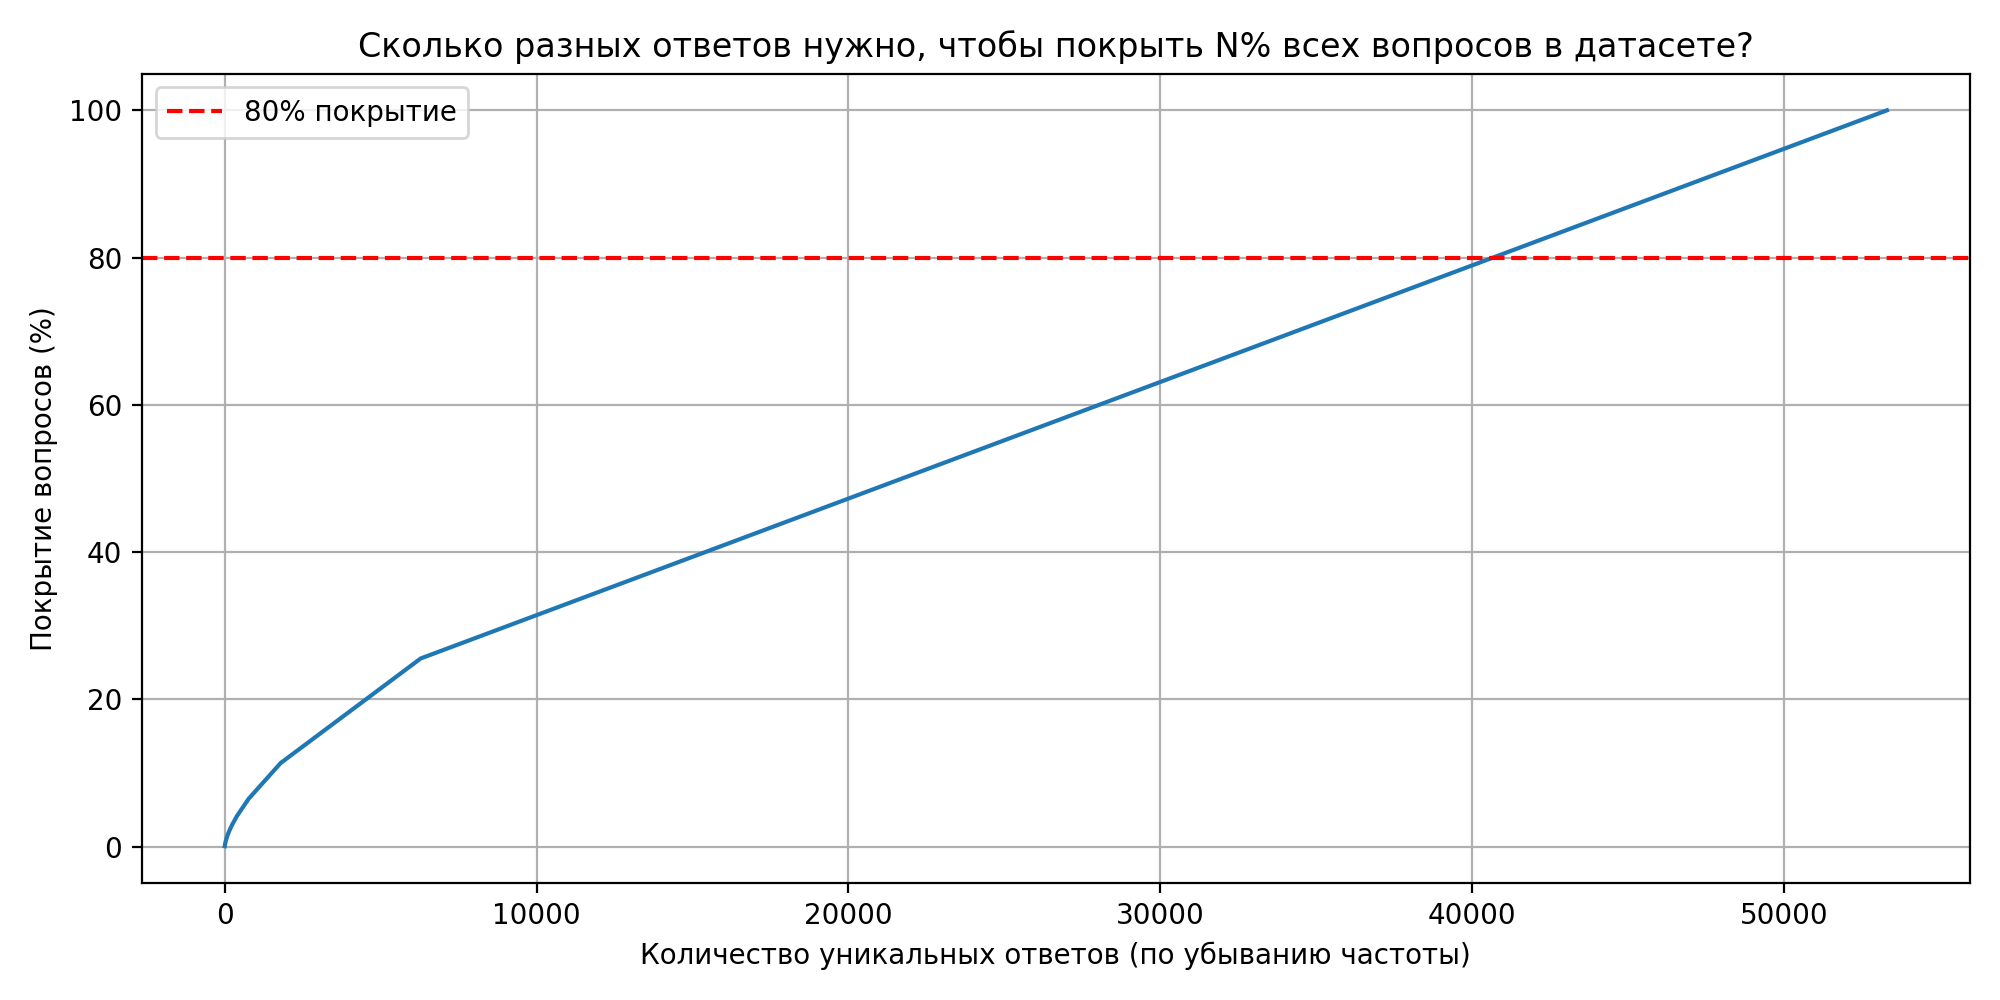 Сколько разных ответов нужно, чтобы покрыть N% всех вопросов в датасете?
80% покрытие
Покрытие вопросов (%)
100
80
60
40
20
0
0 10000 20000 30000 40000 50000
Количество уникальных ответов (по убыванию частоты)